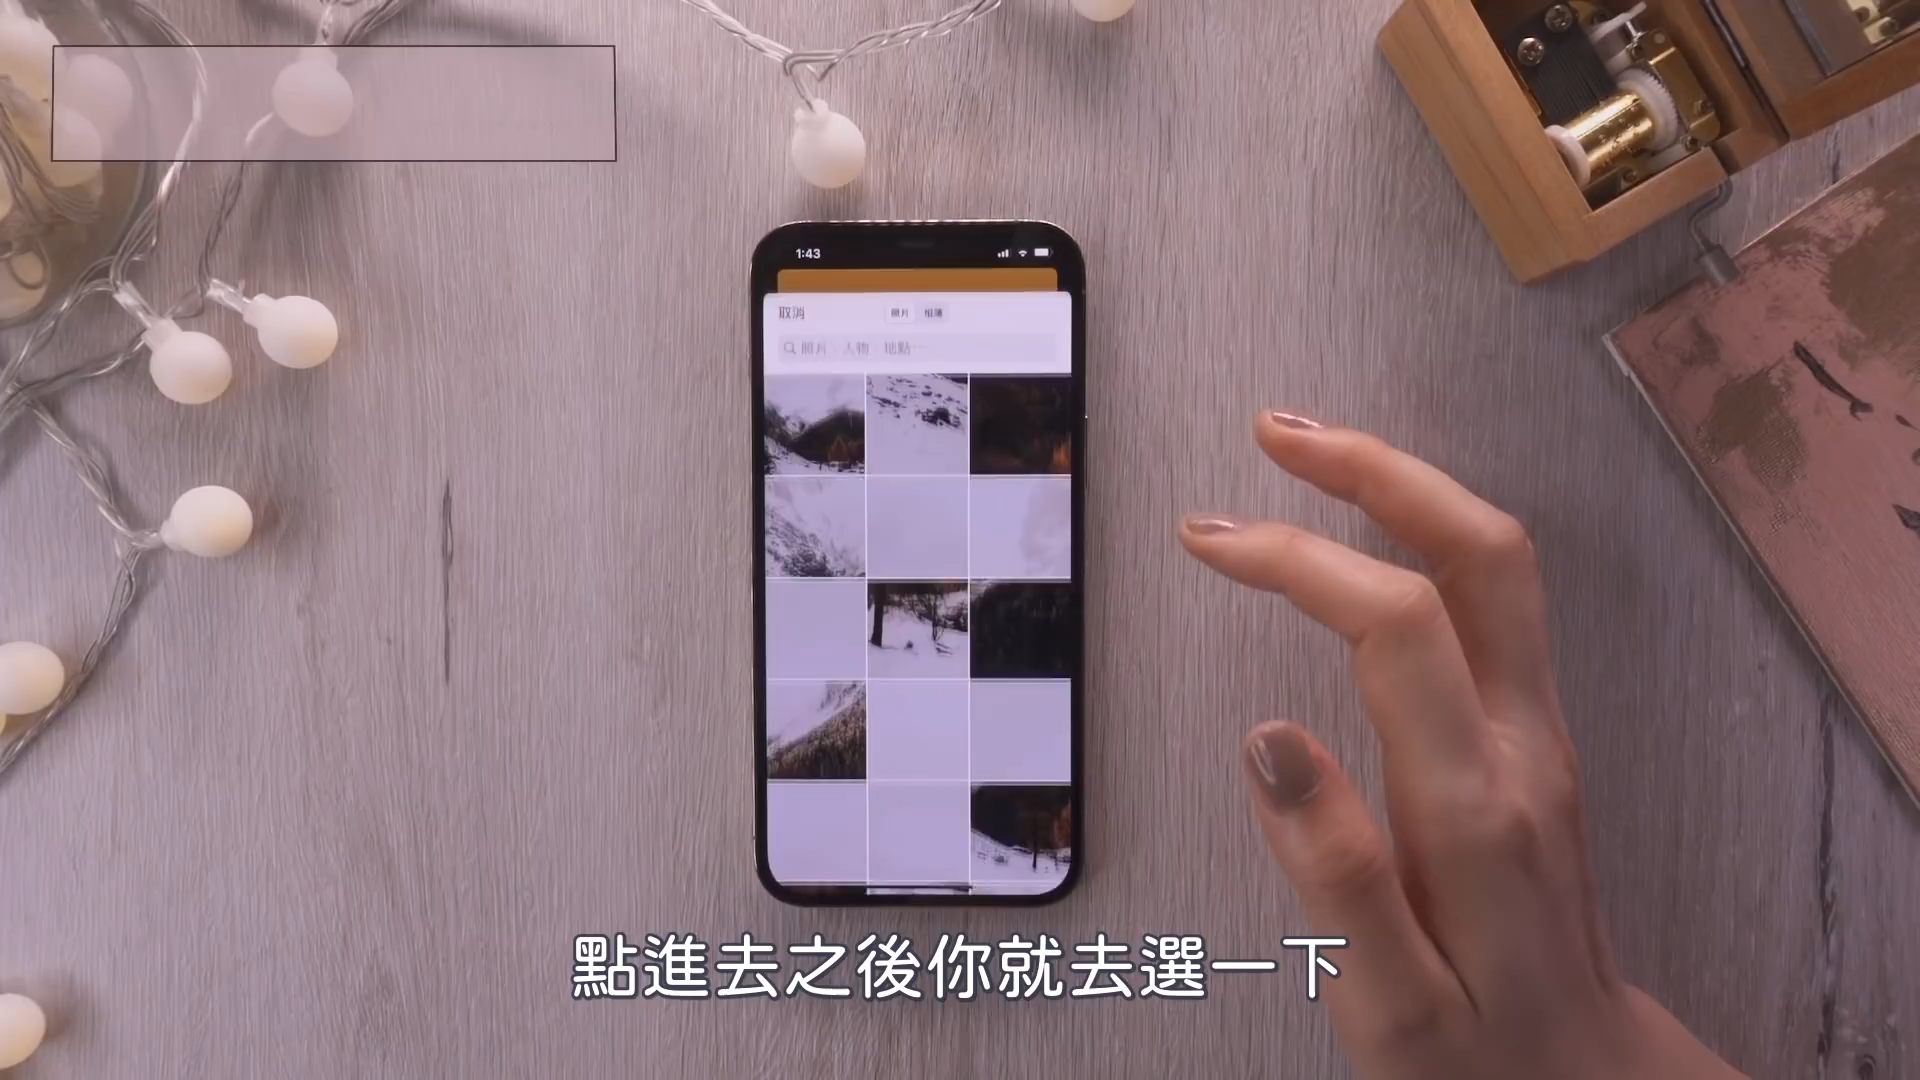 1:43
取消
照片 相簿
照片、人物、地點⋯
點進去之後你就去選一下